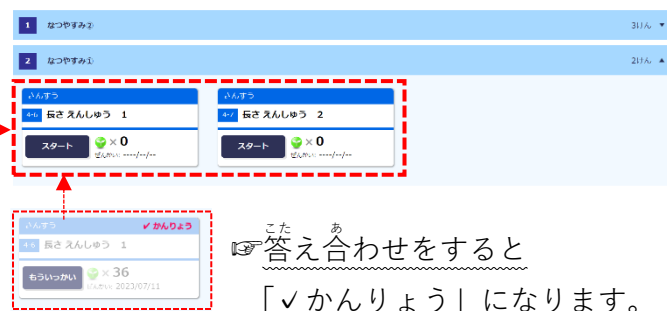 1 なつやすみ② 3けん ▼
2 なつやすみ① 2けん ▲
さんすう
4-6 長さ えんしゅう 1
スタート ×0
ぜんかい: ----/--/--
さんすう
4-7 長さ えんしゅう 2
スタート ×0
ぜんかい: ----/--/--
さんすう ✓かんりょう
4-6 長さ えんしゅう 1
もういっかい ×36
ぜんかい: 2023/07/11
こた あ
☞答え合わせをすると
「✓かんりょう」になります。